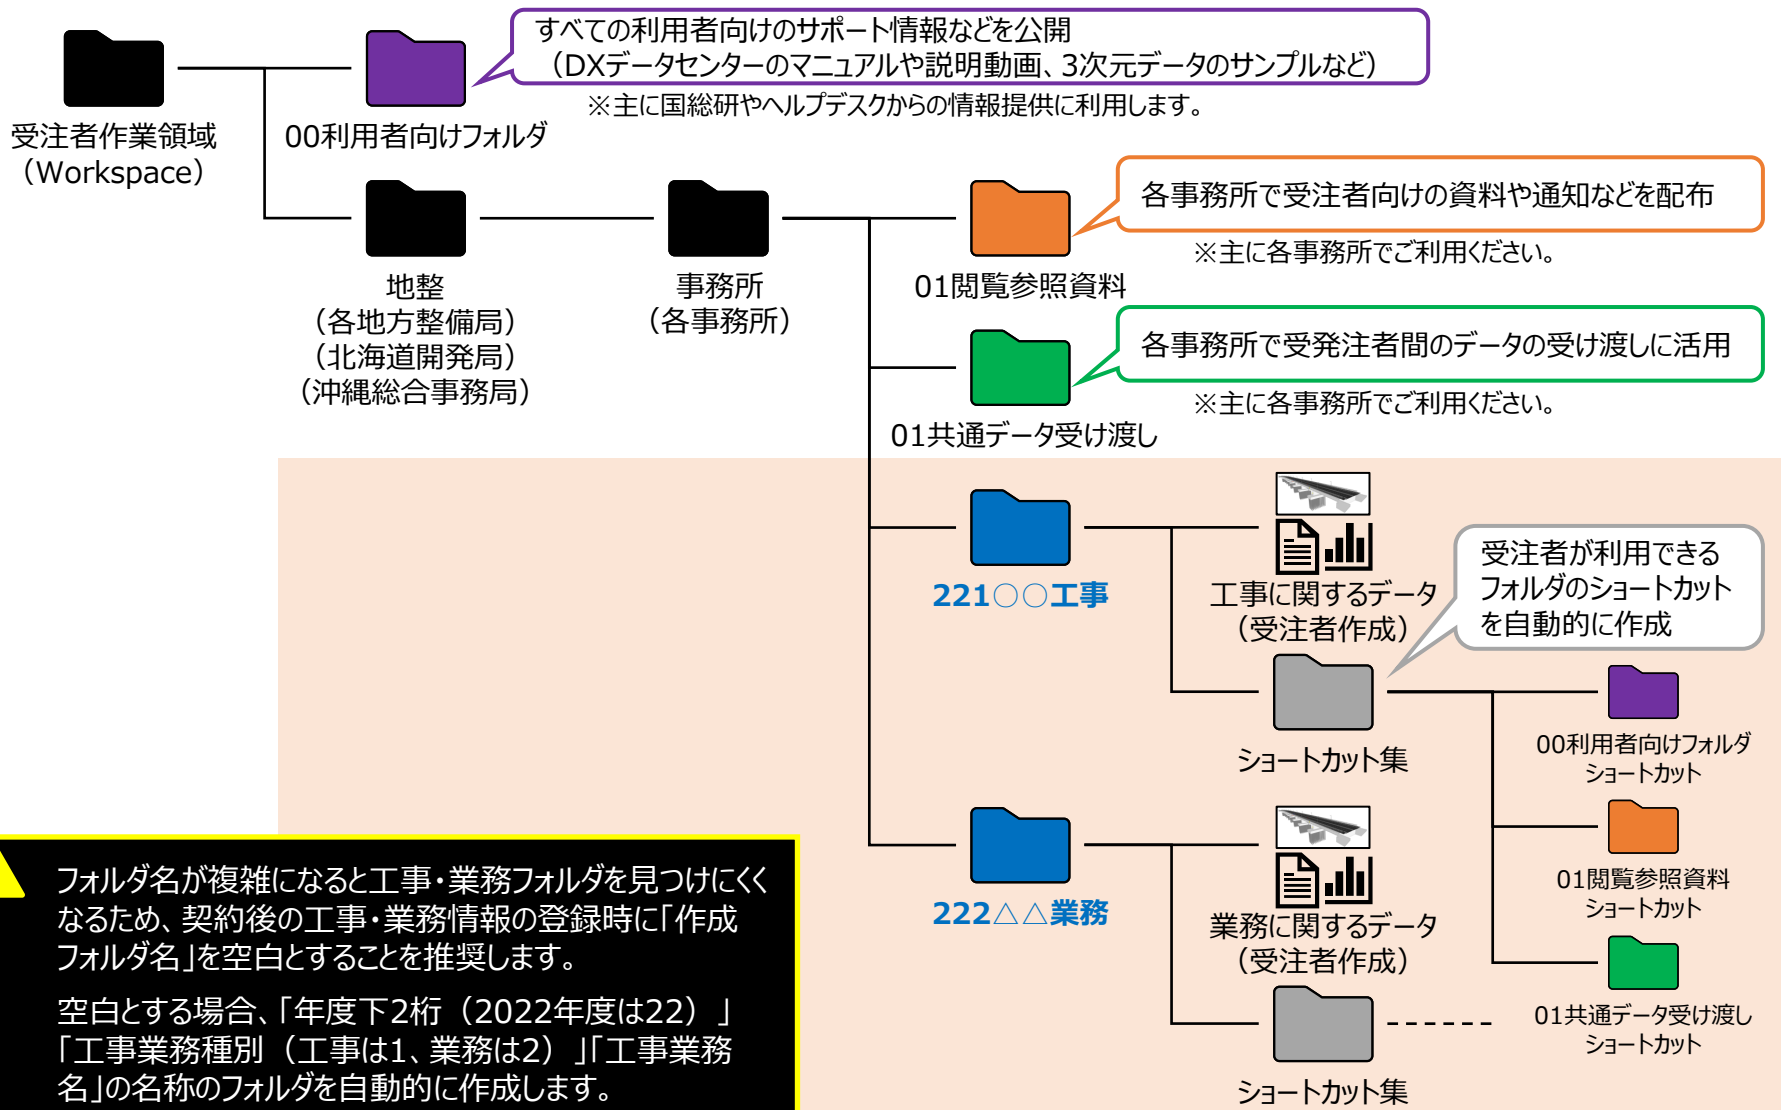 すべての利用者向けのサポート情報などを公開
（DXデータセンターのマニュアルや説明動画、3次元データのサンプルなど）
※主に国総研やヘルプデスクからの情報提供に利用します。
受注者作業領域
（Workspace）
00利用者向けフォルダ
各事務所で受注者向けの資料や通知などを配布
※主に各事務所でご利用ください。
地整
（各地方整備局）
（北海道開発局）
（沖縄総合事務局）
事務所
（各事務所）
01閲覧参照資料
各事務所で受発注者間のデータの受け渡しに活用
※主に各事務所でご利用ください。
01共通データ受け渡し
221○○工事
工事に関するデータ
（受注者作成）
受注者が利用できる
フォルダのショートカット
を自動的に作成
ショートカット集
00利用者向けフォルダ
ショートカット
01閲覧参照資料
ショートカット
01共通データ受け渡し
ショートカット
222△△業務
業務に関するデータ
（受注者作成）
ショートカット集
フォルダ名が複雑になると工事・業務フォルダを見つけにくく
なるため、契約後の工事・業務情報の登録時に「作成
フォルダ名」を空白とすることを推奨します。
空白とする場合、「年度下2桁（2022年度は22）」
「工事業務種別（工事は1、業務は2）」「工事業務
名」の名称のフォルダを自動的に作成します。